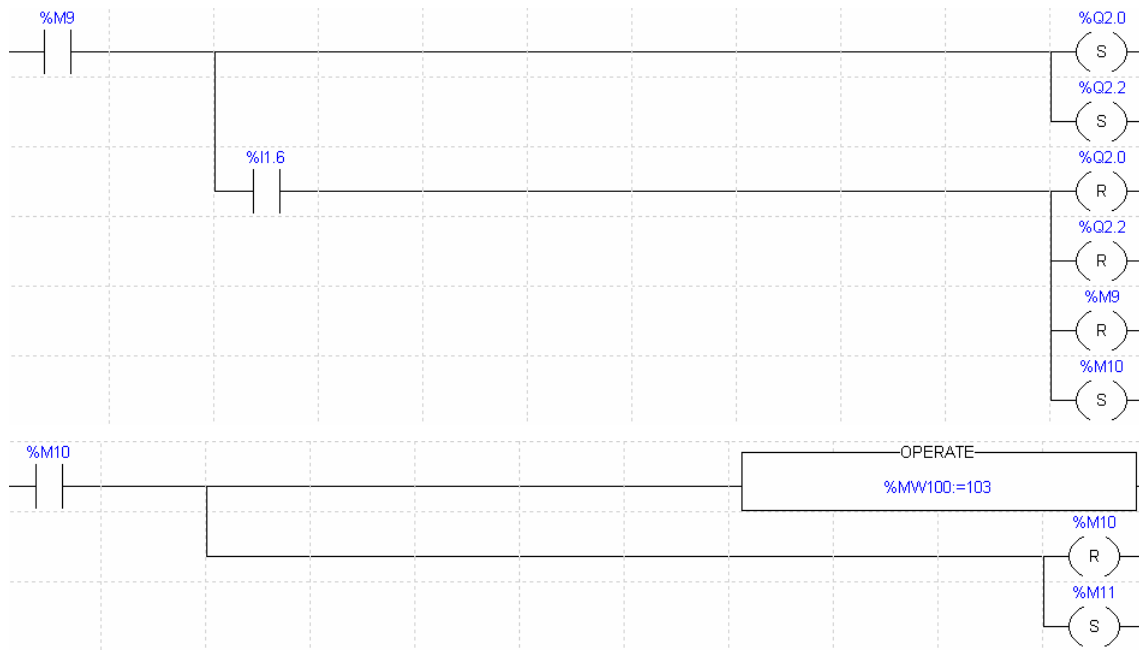 %M9
%Q2.0
S
%Q2.2
S
%I1.6
%Q2.0
R
%Q2.2
R
%M9
R
%M10
S
%M10
OPERATE
%MW100:=103
%M10
R
%M11
S